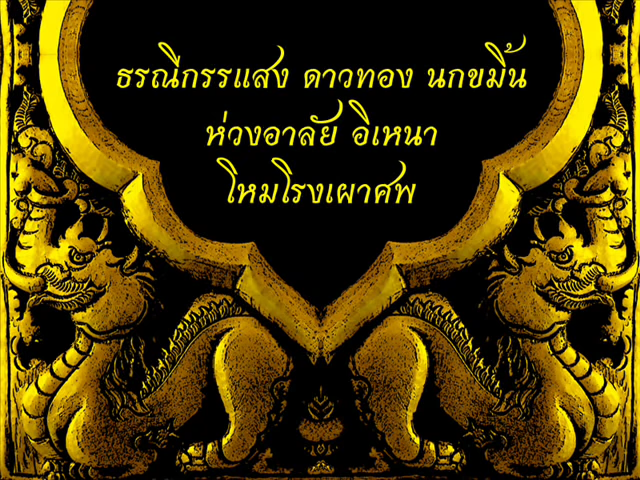 ธรณีกรรแสง ดาวทอง นกขมิ้น
ห่วงอาลัย อิเหนา
โหมโรงเผาศพ